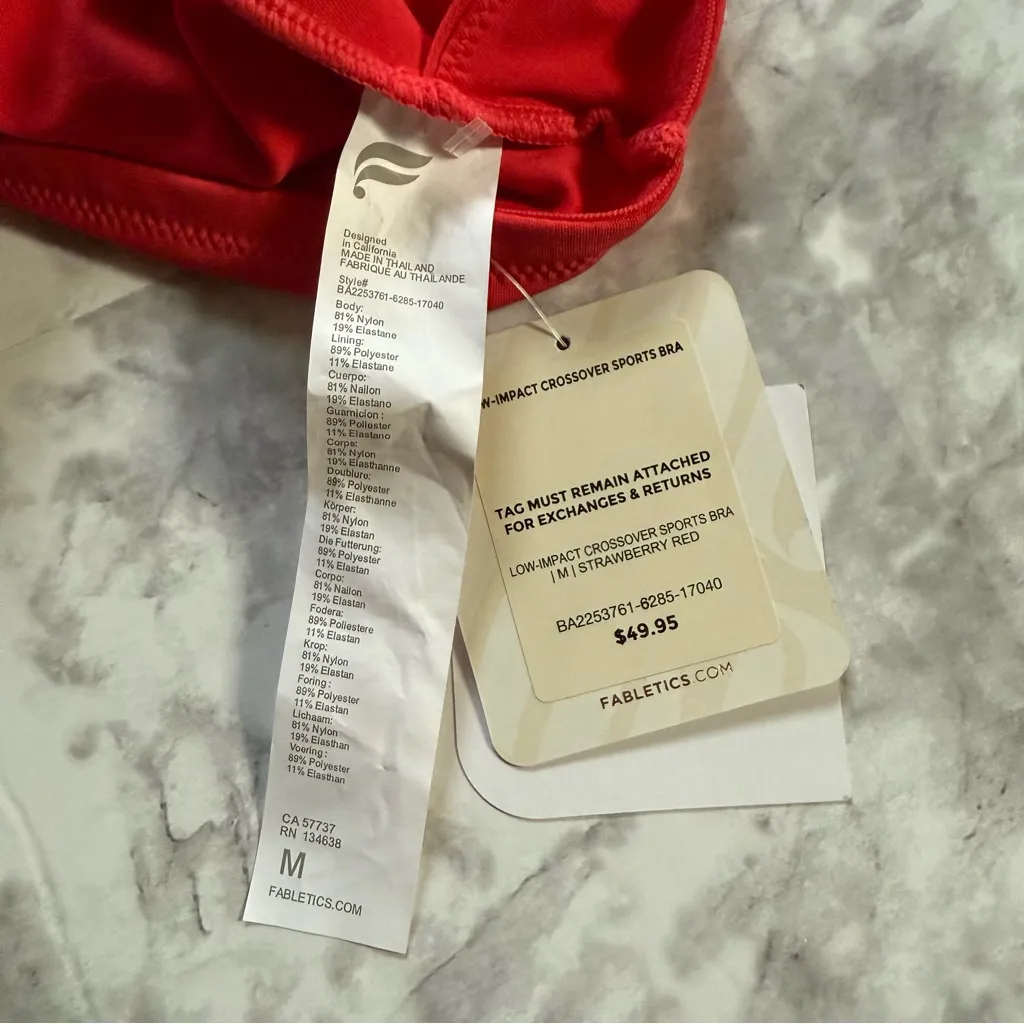 Designed
in California
MADE IN THAILAND
FABRIQUÉ AU THAILANDE
Style#
BA2253761-6285-17040
Body:
81% Nylon
19% Elastane
Lining:
89% Polyester
11% Elastane
Cuerpo:
81% Nailon
19% Elastano
Guarnicion :
89% Poliester
11% Elastano
Corps:
81% Nylon
19% Elasthanne
Doublure:
89% Polyester
11% Elasthanne
Körper:
81% Nylon
19% Elastan
Die Futterung:
89% Polyester
11% Elastan
Corpo:
81% Nailon
19% Elastan
Fodera:
89% Poliestere
11% Elastan
Krop:
81% Nylon
19% Elastan
Foring :
89% Polyester
11% Elastan
Lichaam:
81% Nylon
19% Elasthan
Voering :
89% Polyester
11% Elasthan
CA 57737
RN 134638
M
FABLETICS.COM
W-IMPACT CROSSOVER SPORTS BRA
TAG MUST REMAIN ATTACHED
FOR EXCHANGES & RETURNS
LOW-IMPACT CROSSOVER SPORTS BRA
| M | STRAWBERRY RED
BA2253761-6285-17040
$49.95
FABLETICS.COM